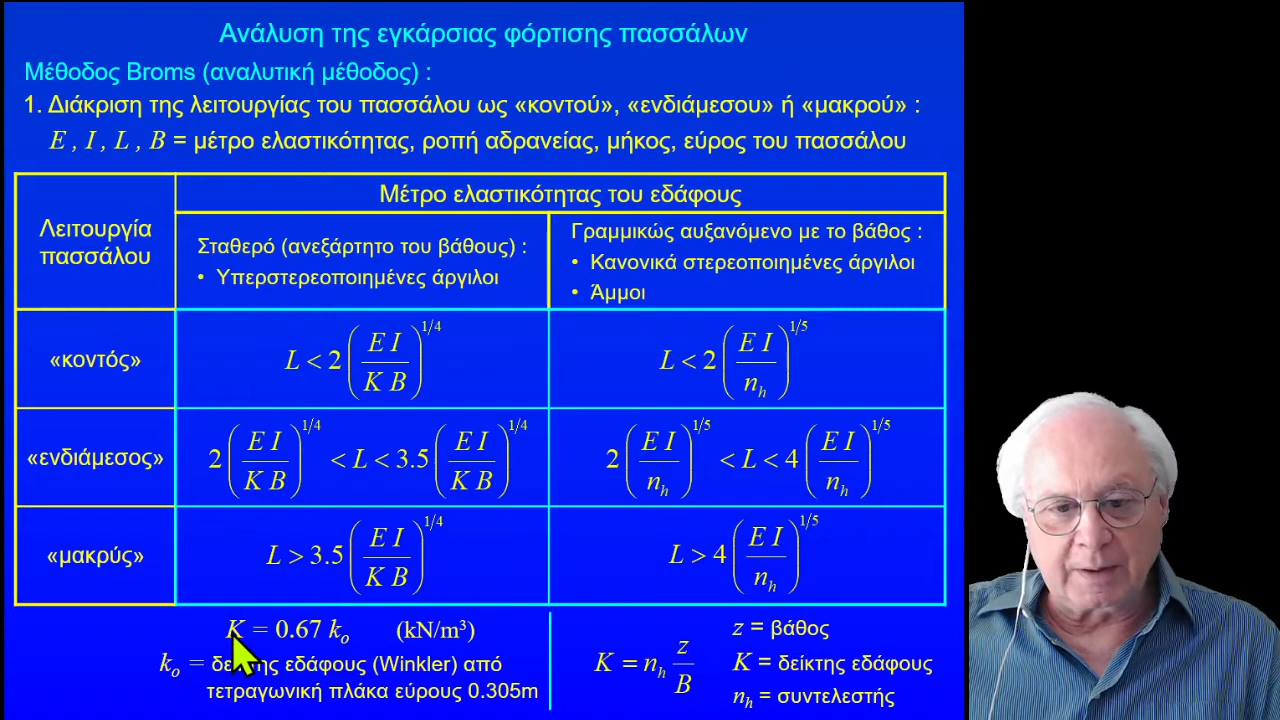 Ανάλυση της εγκάρσιας φόρτισης πασσάλων
Μέθοδος Broms (αναλυτική μέθοδος) :
1. Διάκριση της λειτουργίας του πασσάλου ως «κοντού», «ενδιάμεσου» ή «μακρού» :
E , I , L , B = μέτρο ελαστικότητας, ροπή αδρανείας, μήκος, εύρος του πασσάλου
Λειτουργία
πασσάλου
Μέτρο ελαστικότητας του εδάφους
Σταθερό (ανεξάρτητο του βάθους) :
• Υπερστερεοποιημένες άργιλοι
Γραμμικώς αυξανόμενο με το βάθος :
• Κανονικά στερεοποιημένες άργιλοι
• Άμμοι
«κοντός»
L < 2 (E I / K B)^1/4
L < 2 (E I / n_h)^1/5
«ενδιάμεσος»
2 (E I / K B)^1/4 < L < 3.5 (E I / K B)^1/4
2 (E I / n_h)^1/5 < L < 4 (E I / n_h)^1/5
«μακρύς»
L > 3.5 (E I / K B)^1/4
L > 4 (E I / n_h)^1/5
K = 0.67 k_o (kN/m³)
k_o = εδάφους (Winkler) από
τετραγωνική πλάκα εύρους 0.305m
K = n_h z / B
z = βάθος
K = δείκτης εδάφους
n_h = συντελεστής